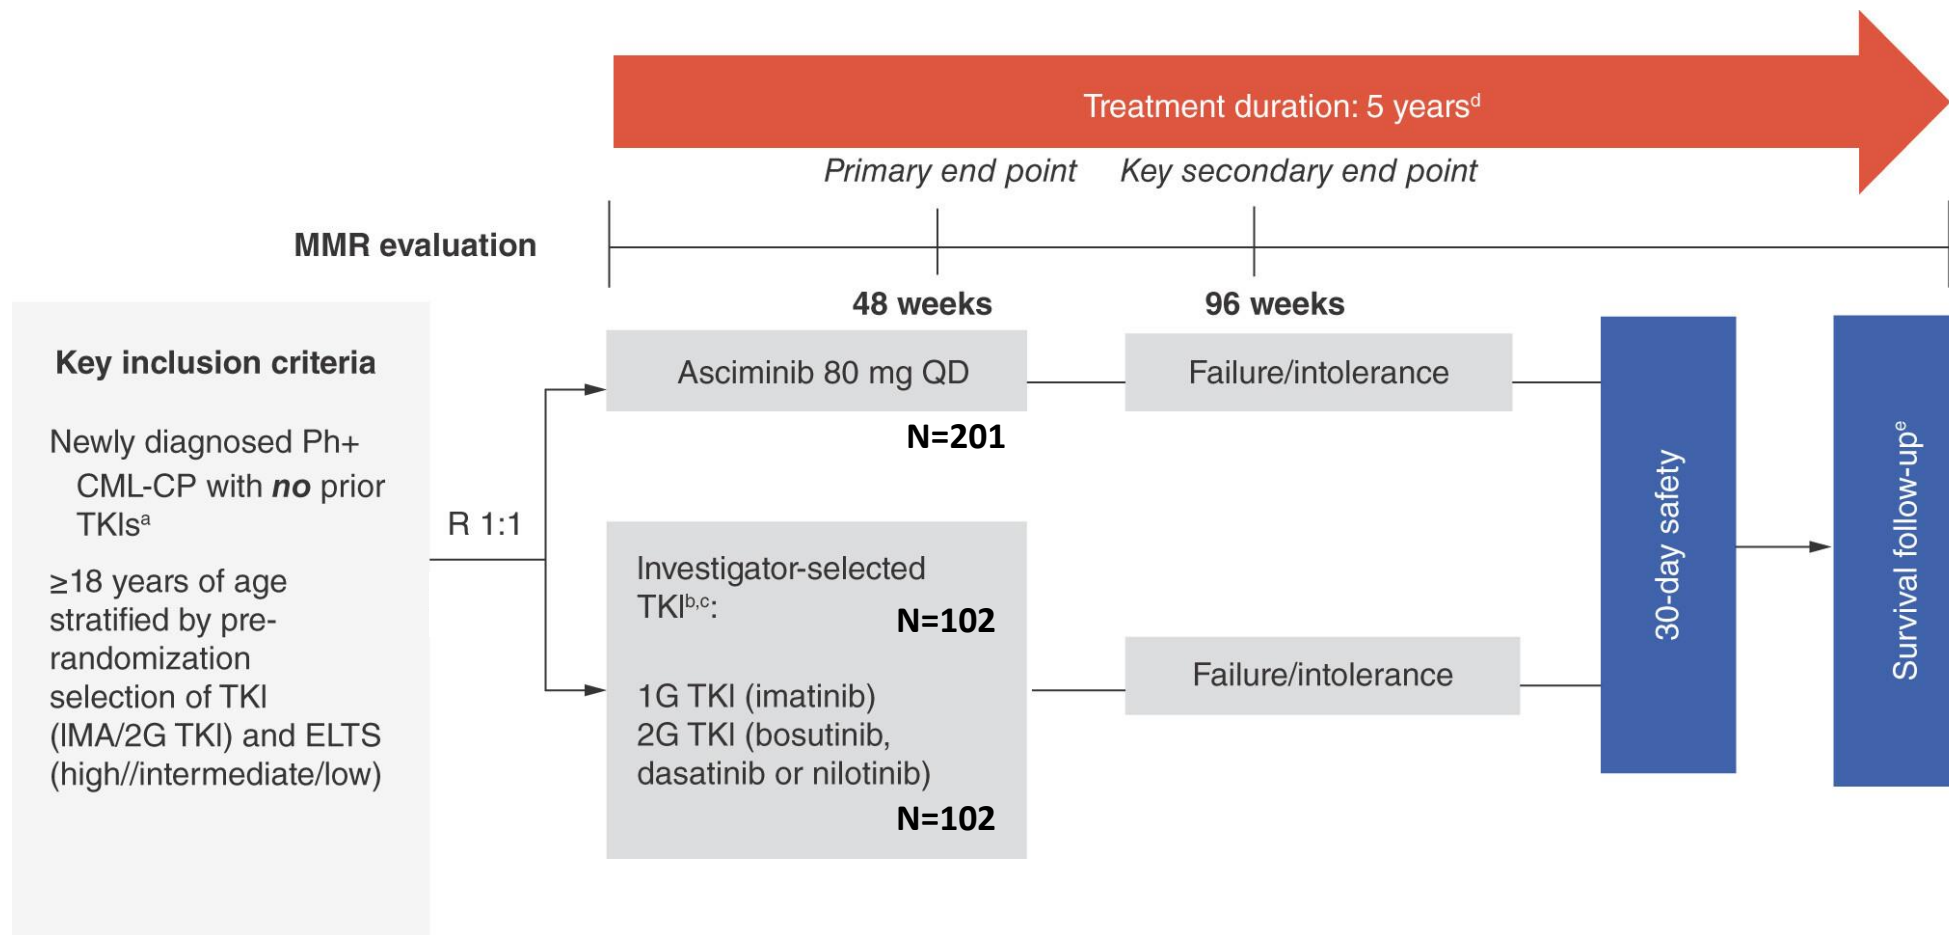 Treatment duration: 5 yearsᵈ
Primary end point
Key secondary end point
MMR evaluation
48 weeks
96 weeks
Key inclusion criteria
Newly diagnosed Ph+
CML-CP with no prior
TKIsᵃ
≥18 years of age
stratified by pre-
randomization
selection of TKI
(IMA/2G TKI) and ELTS
(high//intermediate/low)
R 1:1
Asciminib 80 mg QD
N=201
Failure/intolerance
Investigator-selected
TKIᵇ,ᶜ:
N=102
1G TKI (imatinib)
2G TKI (bosutinib,
dasatinib or nilotinib)
N=102
Failure/intolerance
30-day safety
Survival follow-upᵉ